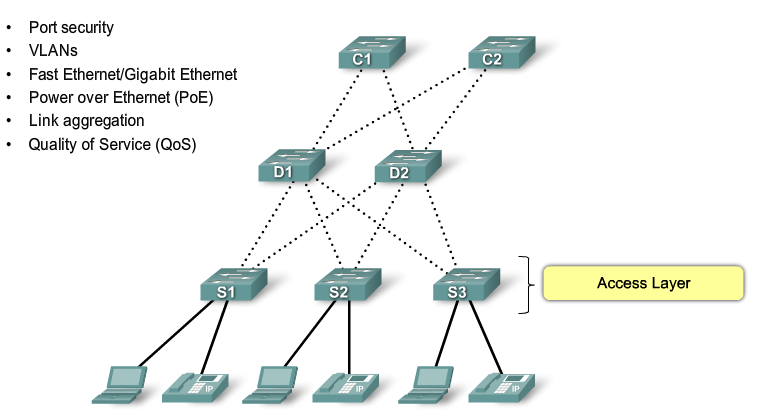 • Port security
• VLANs
• Fast Ethernet/Gigabit Ethernet
• Power over Ethernet (PoE)
• Link aggregation
• Quality of Service (QoS)
C1
C2
D1
D2
S1
S2
S3
Access Layer
IP
IP
IP